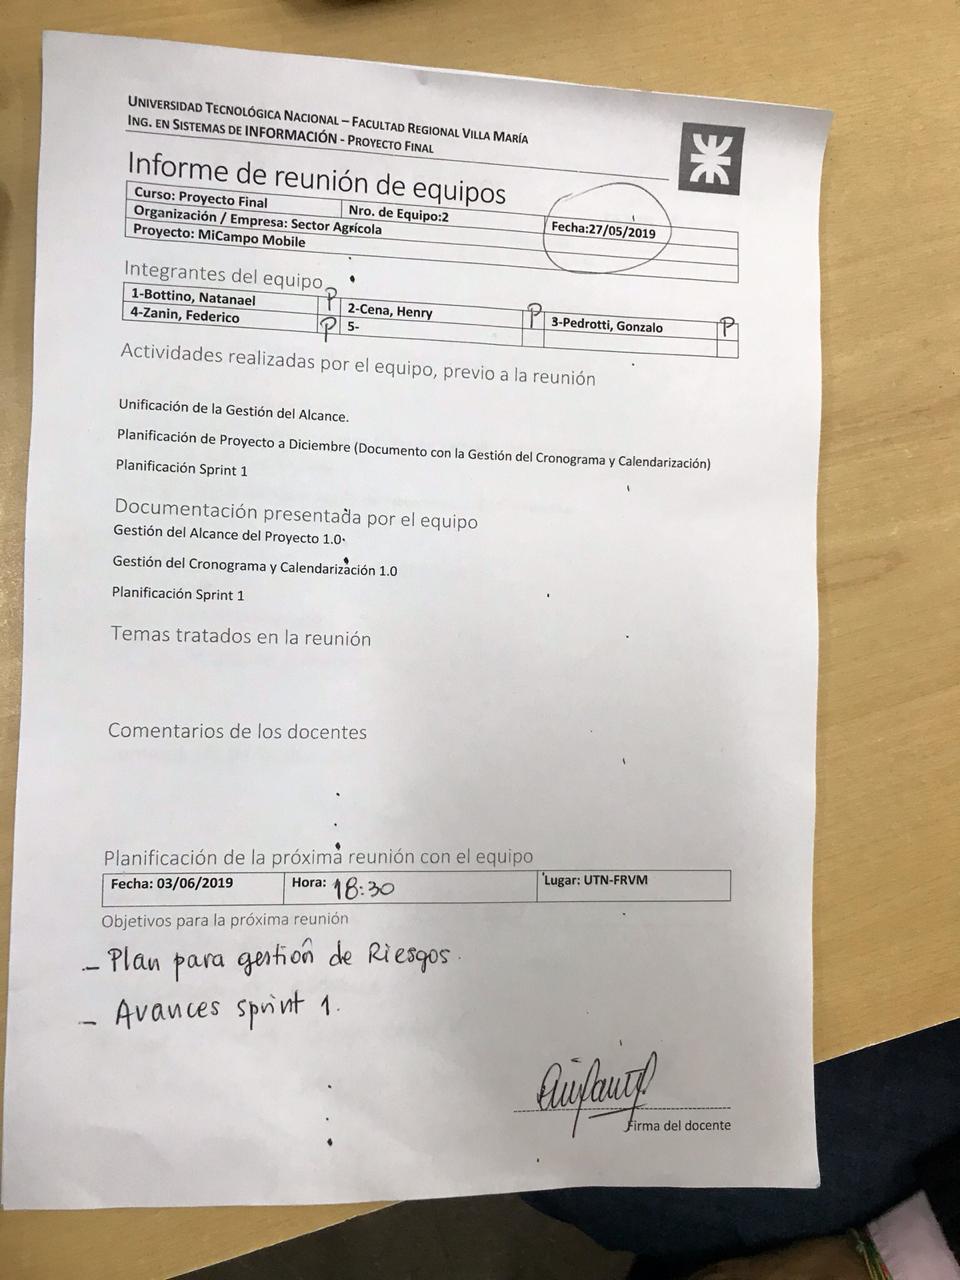 UNIVERSIDAD TECNOLÓGICA NACIONAL – FACULTAD REGIONAL VILLA MARÍA
ING. EN SISTEMAS DE INFORMACIÓN - PROYECTO FINAL
Informe de reunión de equipos
Curso: Proyecto Final Nro. de Equipo:2 Fecha:27/05/2019
Organización / Empresa: Sector Agrícola
Proyecto: MiCampo Mobile
Integrantes del equipo
1-Bottino, Natanael P 2-Cena, Henry P 3-Pedrotti, Gonzalo P
4-Zanin, Federico P 5-
Actividades realizadas por el equipo, previo a la reunión
Unificación de la Gestión del Alcance.
Planificación de Proyecto a Diciembre (Documento con la Gestión del Cronograma y Calendarización)
Planificación Sprint 1
Documentación presentada por el equipo
Gestión del Alcance del Proyecto 1.0
Gestión del Cronograma y Calendarización 1.0
Planificación Sprint 1
Temas tratados en la reunión
Comentarios de los docentes
Planificación de la próxima reunión con el equipo
Fecha: 03/06/2019 Hora: 18:30 Lugar: UTN-FRVM
Objetivos para la próxima reunión
- Plan para gestión de Riesgos.
- Avances sprint 1.
Firma del docente